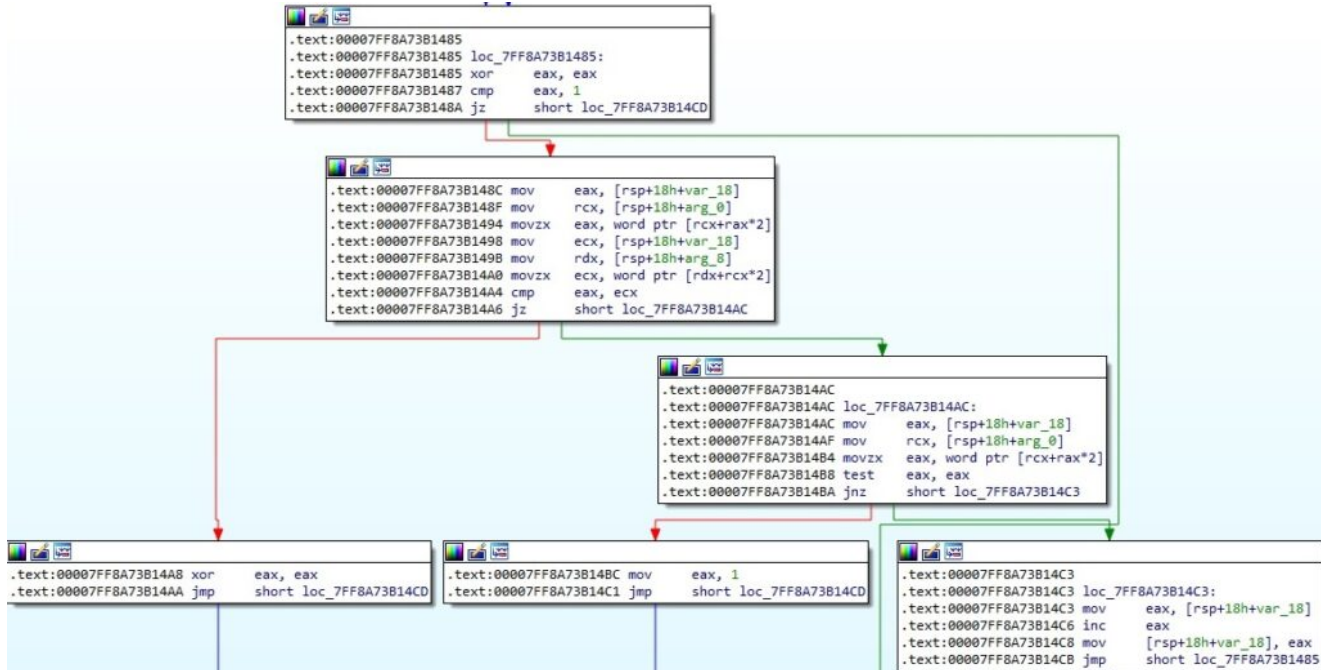 .text:00007FF8A73B1485
.text:00007FF8A73B1485 loc_7FF8A73B1485:
.text:00007FF8A73B1485 xor eax, eax
.text:00007FF8A73B1487 cmp eax, 1
.text:00007FF8A73B148A jz short loc_7FF8A73B14CD
.text:00007FF8A73B148C mov eax, [rsp+18h+var_18]
.text:00007FF8A73B148F mov rcx, [rsp+18h+arg_0]
.text:00007FF8A73B1494 movzx eax, word ptr [rcx+rax*2]
.text:00007FF8A73B1498 mov ecx, [rsp+18h+var_18]
.text:00007FF8A73B149B mov rdx, [rsp+18h+arg_8]
.text:00007FF8A73B14A0 movzx ecx, word ptr [rdx+rcx*2]
.text:00007FF8A73B14A4 cmp eax, ecx
.text:00007FF8A73B14A6 jz short loc_7FF8A73B14AC
.text:00007FF8A73B14AC
.text:00007FF8A73B14AC loc_7FF8A73B14AC:
.text:00007FF8A73B14AC mov eax, [rsp+18h+var_18]
.text:00007FF8A73B14AF mov rcx, [rsp+18h+arg_0]
.text:00007FF8A73B14B4 movzx eax, word ptr [rcx+rax*2]
.text:00007FF8A73B14B8 test eax, eax
.text:00007FF8A73B14BA jnz short loc_7FF8A73B14C3
.text:00007FF8A73B14A8 xor eax, eax
.text:00007FF8A73B14AA jmp short loc_7FF8A73B14CD
.text:00007FF8A73B14BC mov eax, 1
.text:00007FF8A73B14C1 jmp short loc_7FF8A73B14CD
.text:00007FF8A73B14C3
.text:00007FF8A73B14C3 loc_7FF8A73B14C3:
.text:00007FF8A73B14C3 mov eax, [rsp+18h+var_18]
.text:00007FF8A73B14C6 inc eax
.text:00007FF8A73B14C8 mov [rsp+18h+var_18], eax
.text:00007FF8A73B14CB jmp short loc_7FF8A73B1485